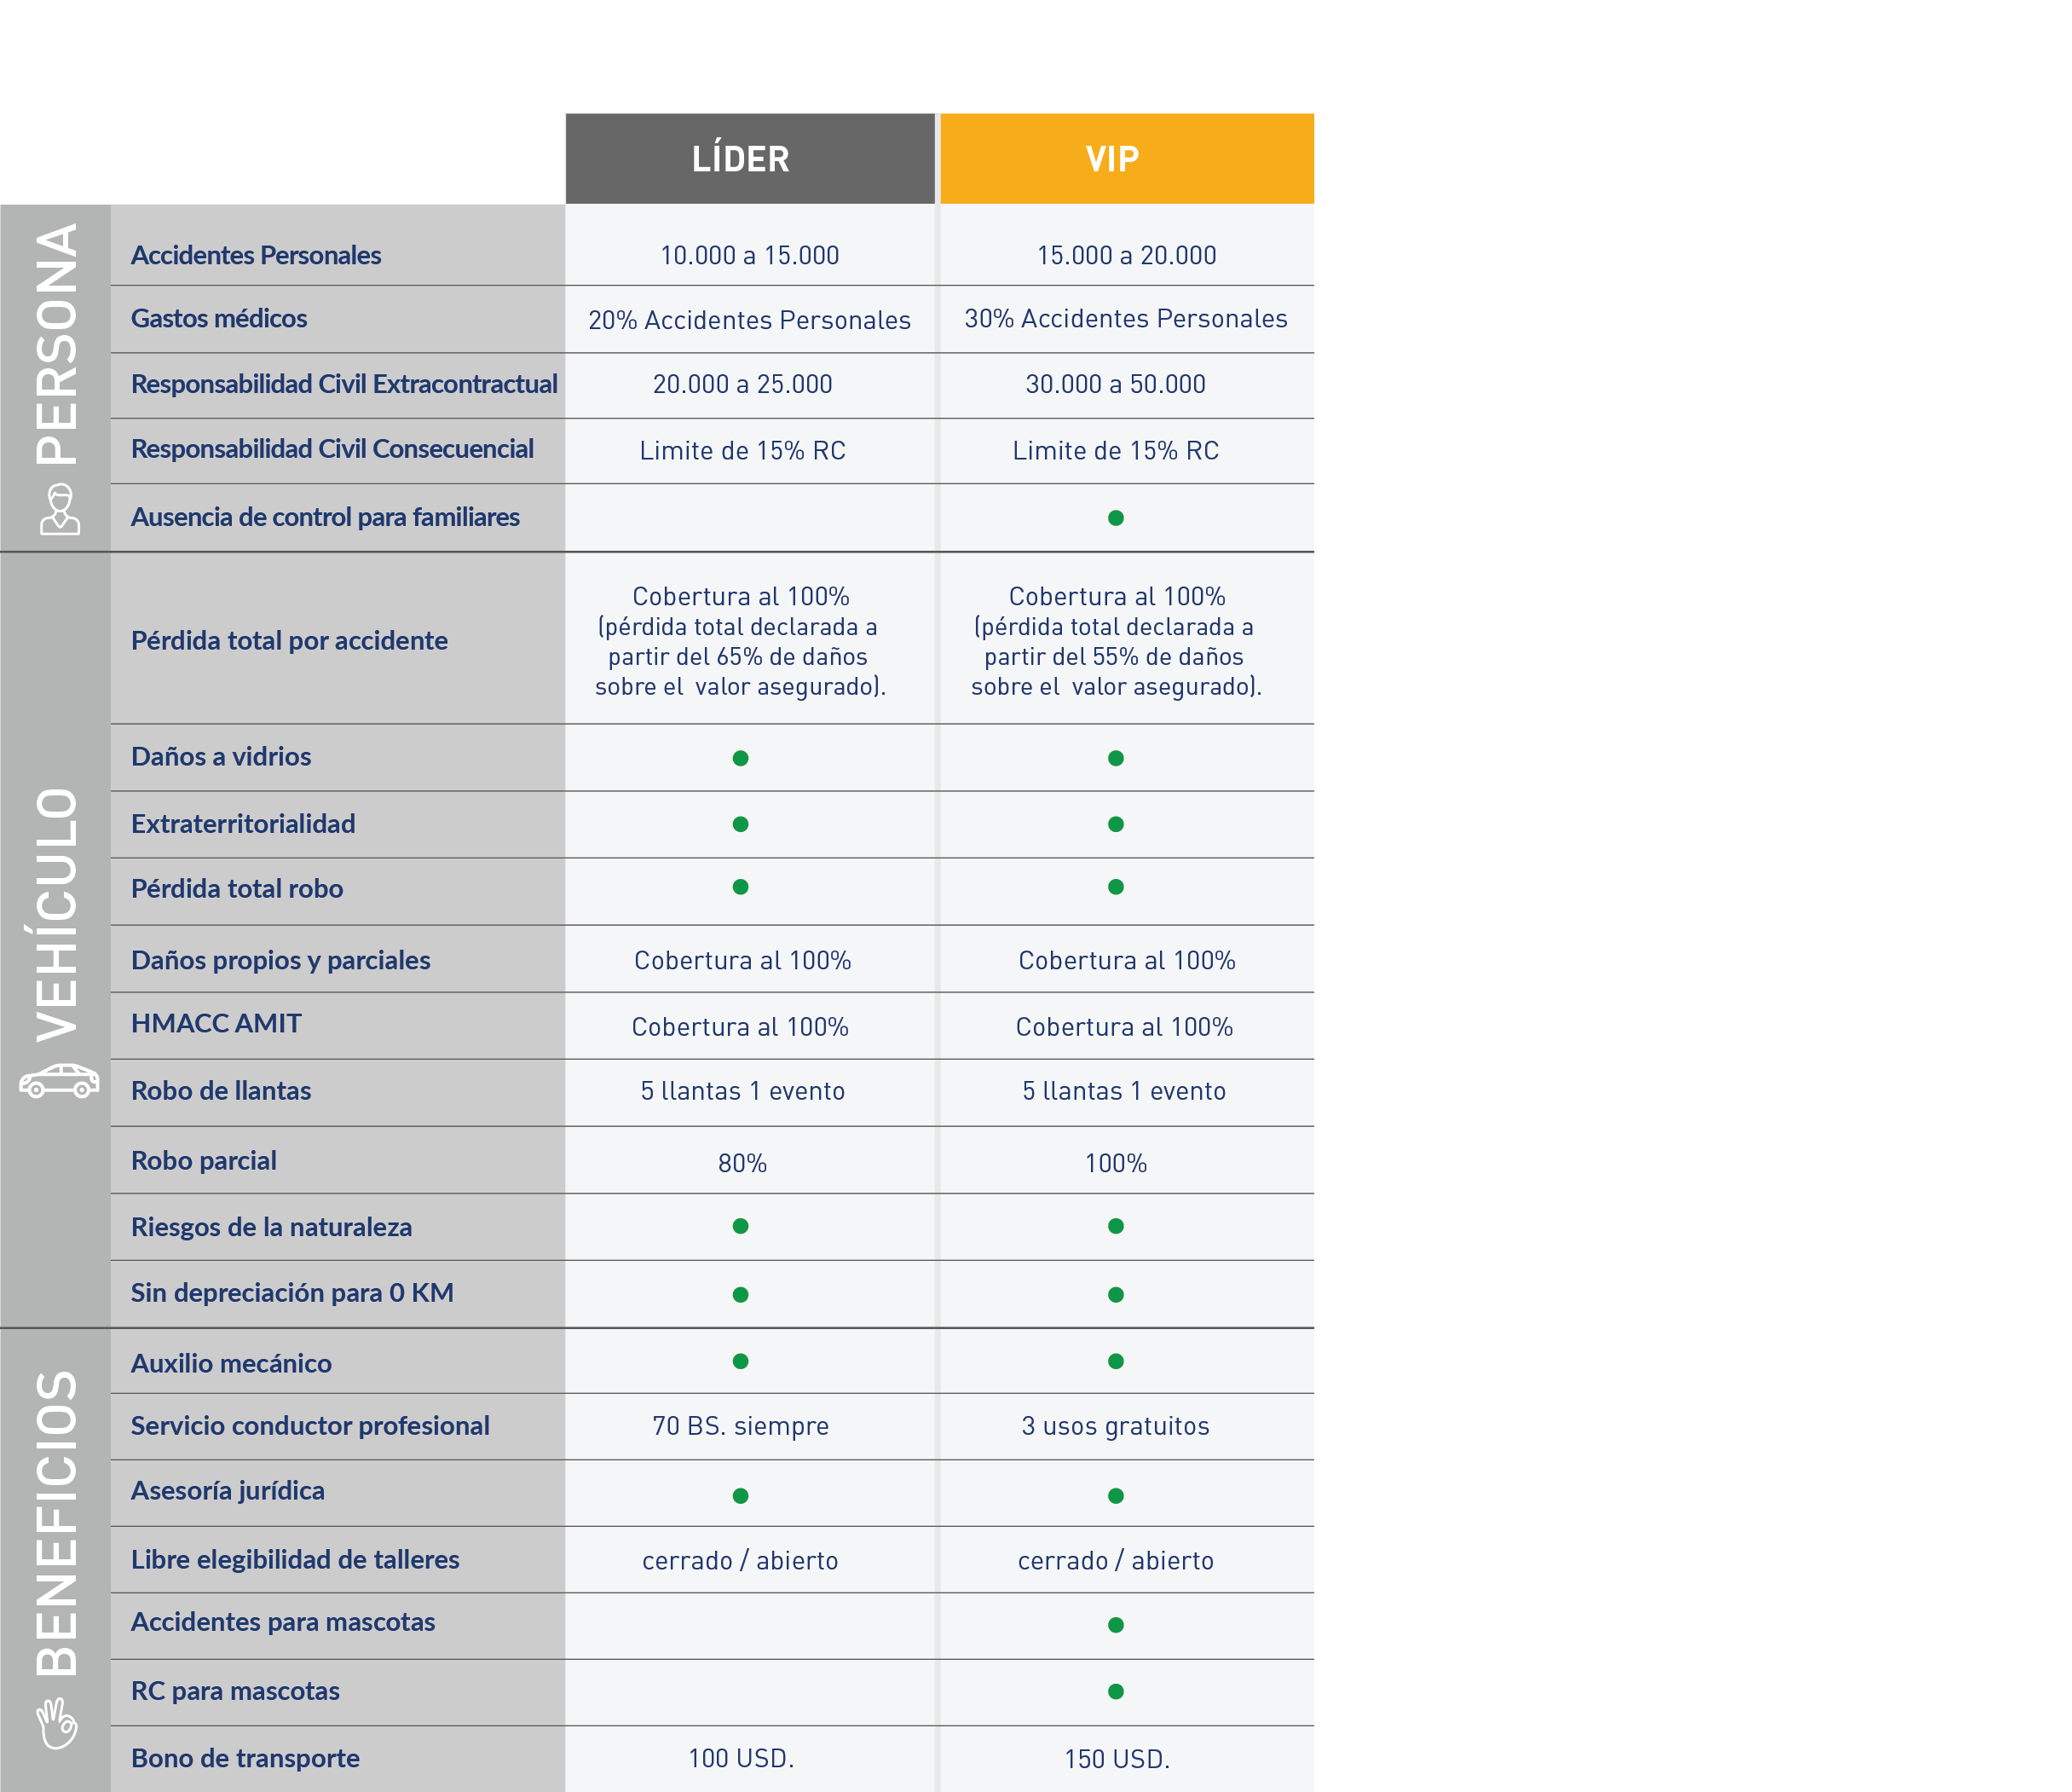 LÍDER VIP
PERSONA
Accidentes Personales 10.000 a 15.000 15.000 a 20.000
Gastos médicos 20% Accidentes Personales 30% Accidentes Personales
Responsabilidad Civil Extracontractual 20.000 a 25.000 30.000 a 50.000
Responsabilidad Civil Consecuencial Limite de 15% RC Limite de 15% RC
Ausencia de control para familiares
VEHÍCULO
Pérdida total por accidente
Cobertura al 100%
(pérdida total declarada a
partir del 65% de daños
sobre el valor asegurado).
Cobertura al 100%
(pérdida total declarada a
partir del 55% de daños
sobre el valor asegurado).
Daños a vidrios
Extraterritorialidad
Pérdida total robo
Daños propios y parciales Cobertura al 100% Cobertura al 100%
HMACC AMIT Cobertura al 100% Cobertura al 100%
Robo de llantas 5 llantas 1 evento 5 llantas 1 evento
Robo parcial 80% 100%
Riesgos de la naturaleza
Sin depreciación para 0 KM
BENEFICIOS
Auxilio mecánico
Servicio conductor profesional 70 BS. siempre 3 usos gratuitos
Asesoría jurídica
Libre elegibilidad de talleres cerrado / abierto cerrado / abierto
Accidentes para mascotas
RC para mascotas
Bono de transporte 100 USD. 150 USD.